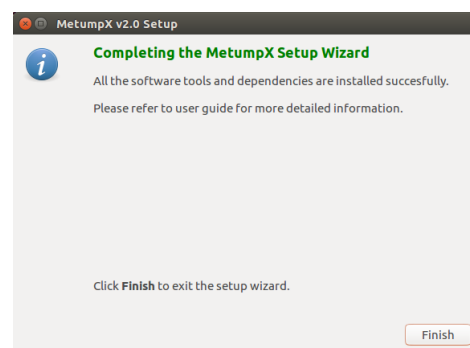 MetumpX v2.0 Setup
Completing the MetumpX Setup Wizard
All the software tools and dependencies are installed succesfully.
Please refer to user guide for more detailed information.
Click Finish to exit the setup wizard.
Finish